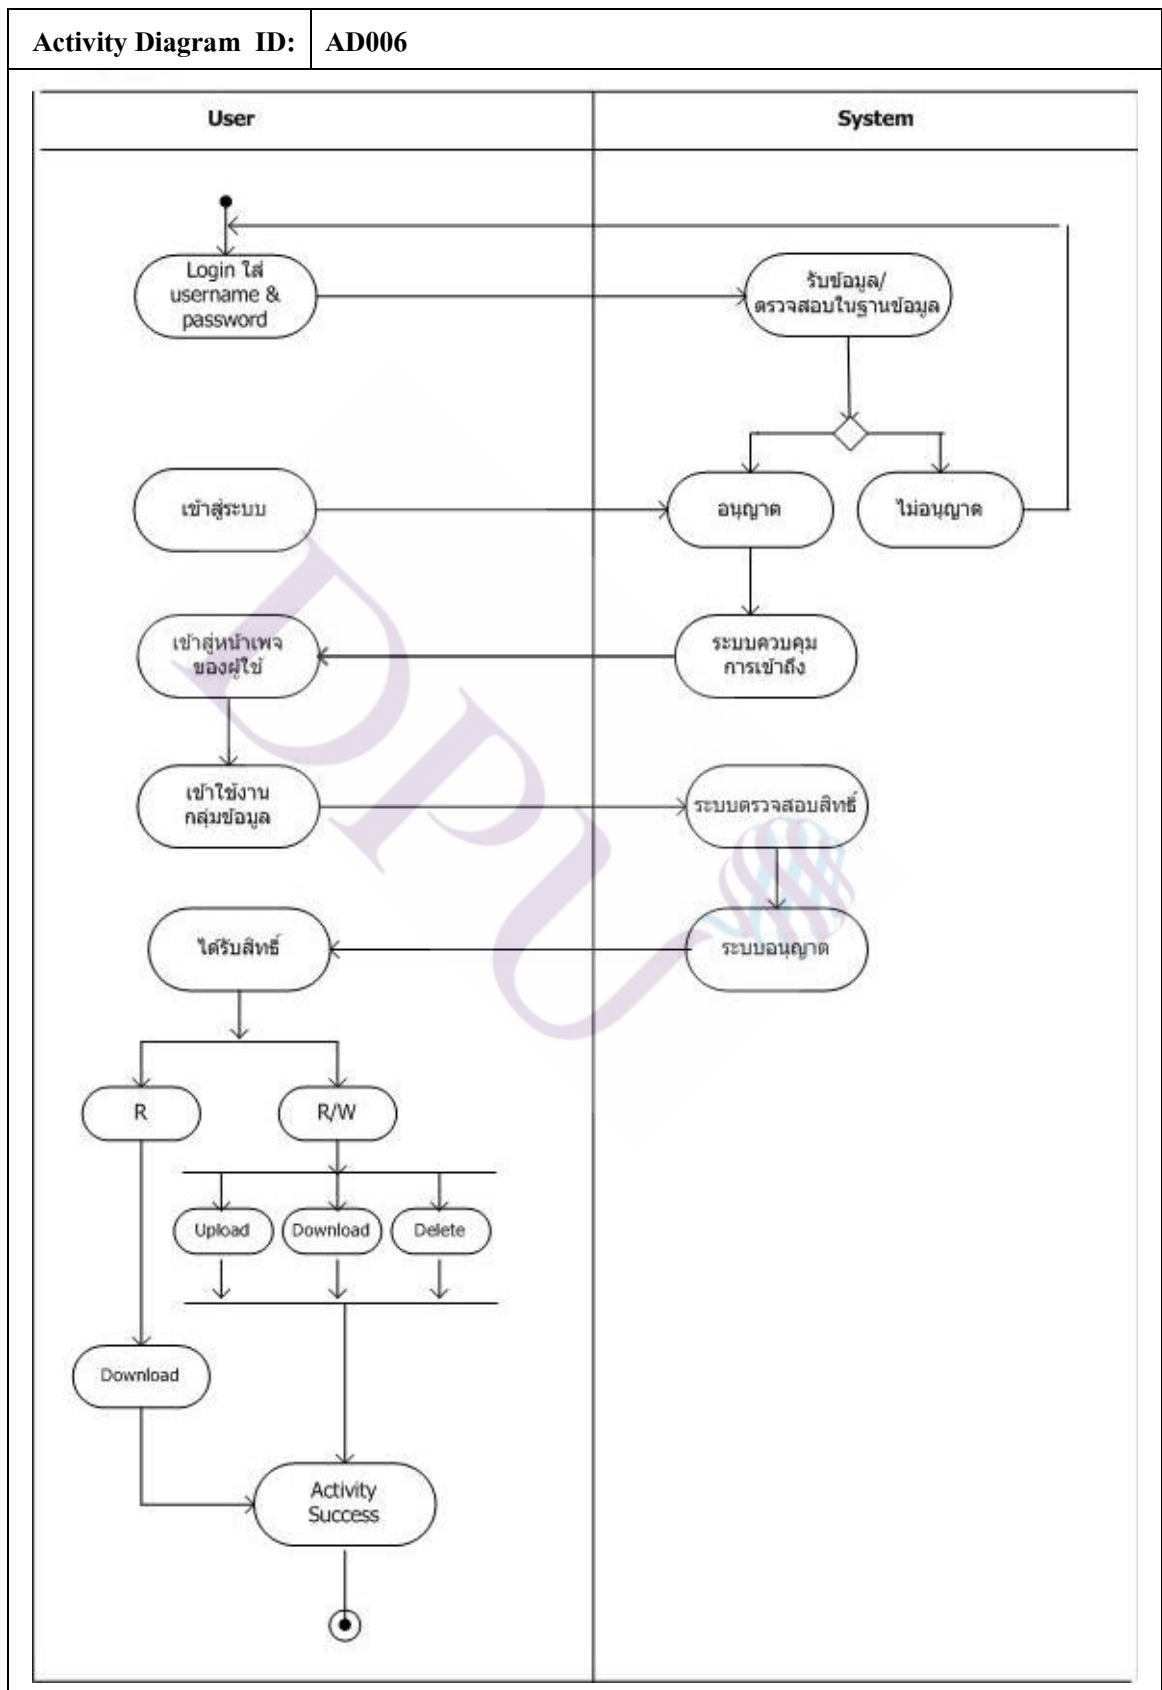 Activity Diagram ID: AD006
User
System
Login ใส่
username &
password
รับข้อมูล/
ตรวจสอบในฐานข้อมูล
เข้าสู่ระบบ
อนุญาต
ไม่อนุญาต
เข้าสู่หน้าเพจ
ของผู้ใช้
ระบบควบคุม
การเข้าถึง
เข้าใช้งาน
กลุ่มข้อมูล
ระบบตรวจสอบสิทธิ์
ได้รับสิทธิ์
ระบบอนุญาต
R
R/W
Upload
Download
Delete
Download
Activity
Success
DPU